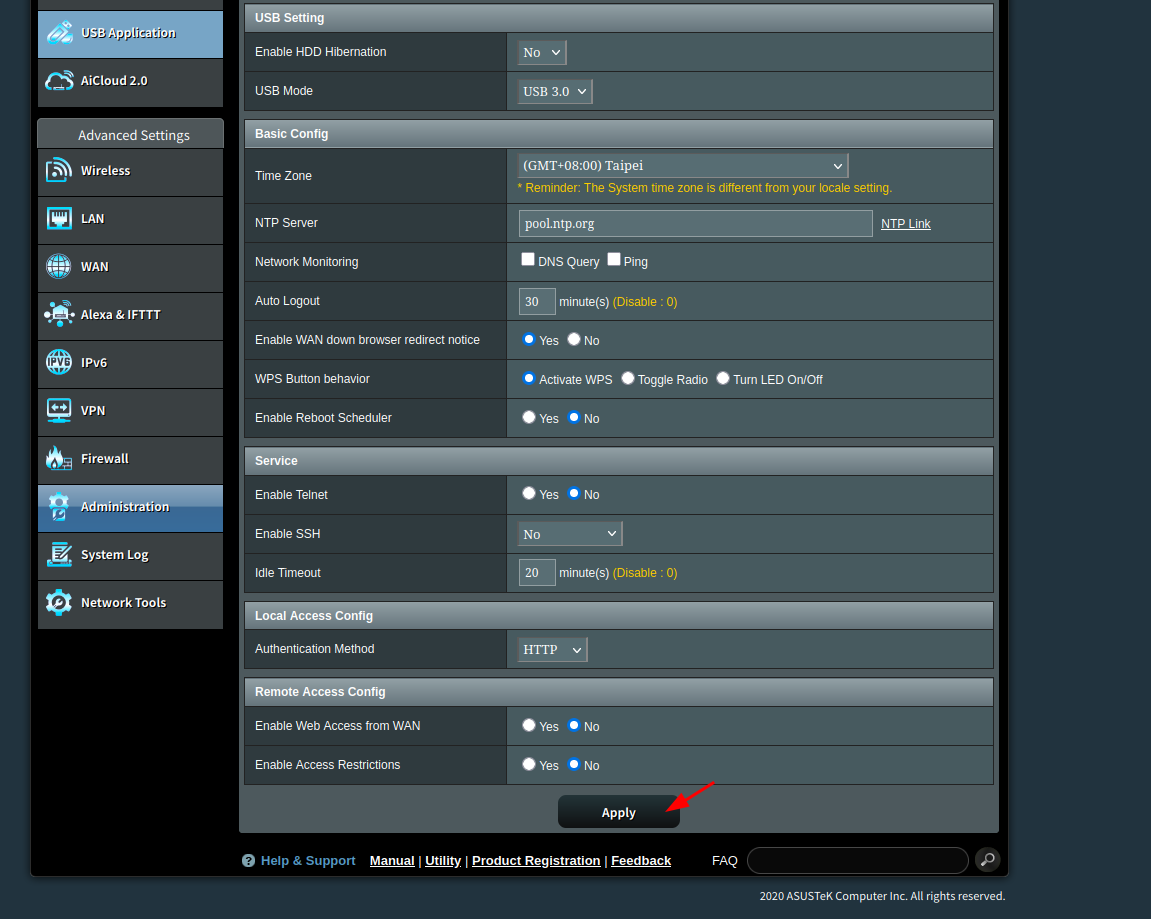 USB Application
AiCloud 2.0
Advanced Settings
Wireless
LAN
WAN
Alexa & IFTTT
IPv6
VPN
Firewall
Administration
System Log
Network Tools
USB Setting
Enable HDD Hibernation No
USB Mode USB 3.0
Basic Config
Time Zone (GMT+08:00) Taipei
* Reminder: The System time zone is different from your locale setting.
NTP Server pool.ntp.org NTP Link
Network Monitoring DNS Query Ping
Auto Logout 30 minute(s) (Disable : 0)
Enable WAN down browser redirect notice Yes No
WPS Button behavior Activate WPS Toggle Radio Turn LED On/Off
Enable Reboot Scheduler Yes No
Service
Enable Telnet Yes No
Enable SSH No
Idle Timeout 20 minute(s) (Disable : 0)
Local Access Config
Authentication Method HTTP
Remote Access Config
Enable Web Access from WAN Yes No
Enable Access Restrictions Yes No
Apply
? Help & Support Manual | Utility | Product Registration | Feedback FAQ
2020 ASUSTeK Computer Inc. All rights reserved.